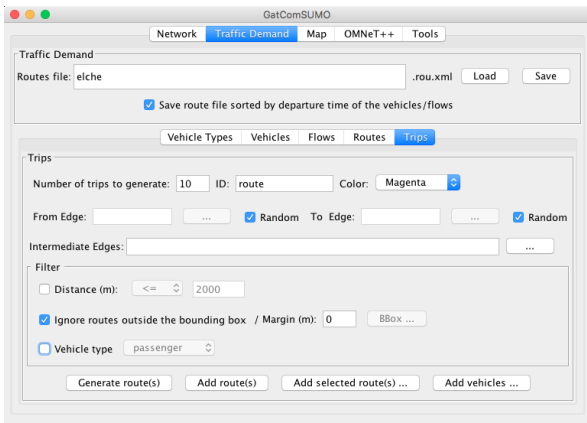 GatComSUMO
Network Traffic Demand Map OMNeT++ Tools
Traffic Demand
Routes file: elche .rou.xml Load Save
Save route file sorted by departure time of the vehicles/flows
Vehicle Types Vehicles Flows Routes Trips
Trips
Number of trips to generate: 10 ID: route Color: Magenta
From Edge: ... Random To Edge: ... Random
Intermediate Edges: ...
Filter
Distance (m): <= 2000
Ignore routes outside the bounding box / Margin (m): 0 BBox ...
Vehicle type passenger
Generate route(s) Add route(s) Add selected route(s) ... Add vehicles ...